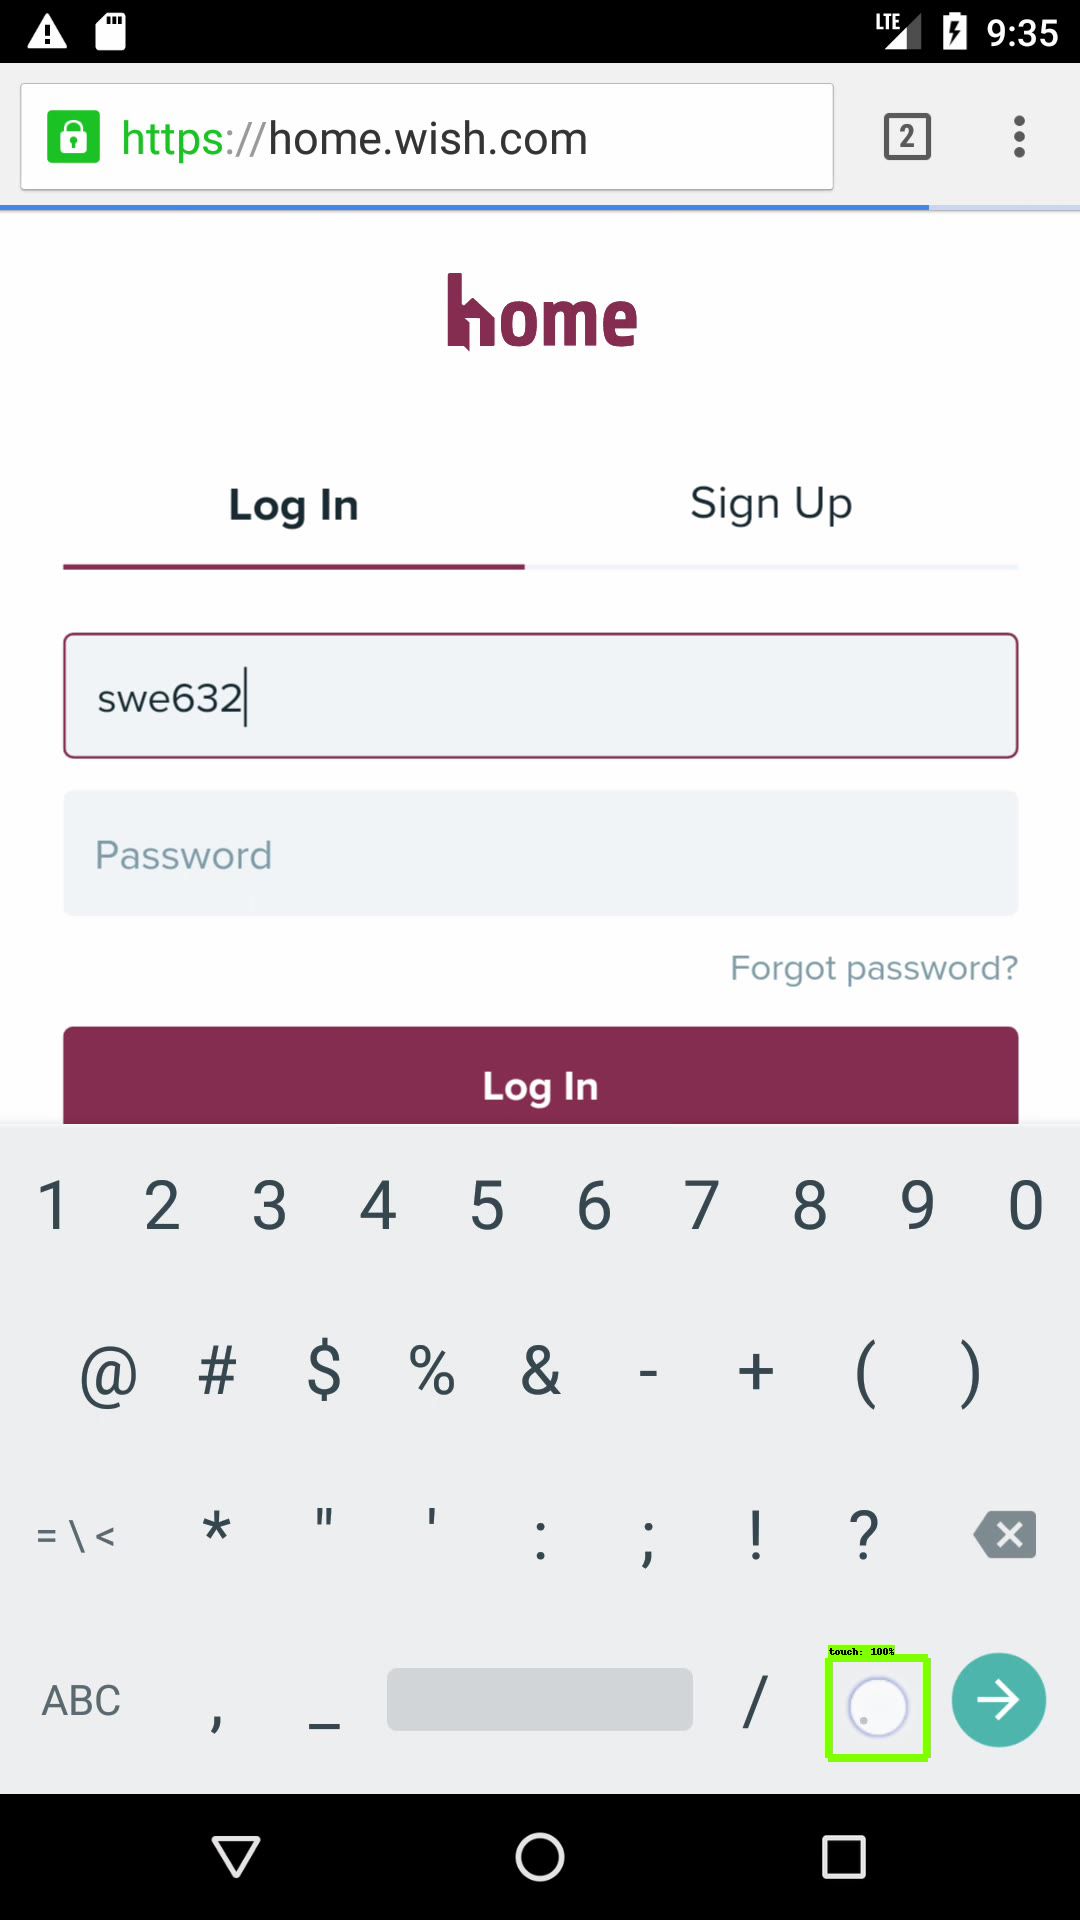 LTE 9:35
https://home.wish.com 2
home
Log In Sign Up
swe632
Password
Forgot password?
Log In
1 2 3 4 5 6 7 8 9 0
@ # $ % & - + ( )
= \ < * " ' : ; ! ?
touch: 100%
ABC , _ / .